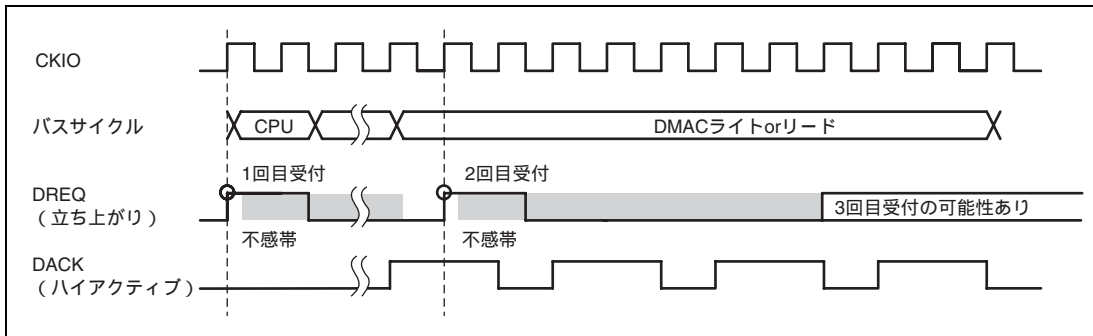 CKIO
バスサイクル
CPU
DMACライトorリード
1回目受付
2回目受付
DREQ
（立ち上がり）
3回目受付の可能性あり
不感帯
不感帯
DACK
（ハイアクティブ）